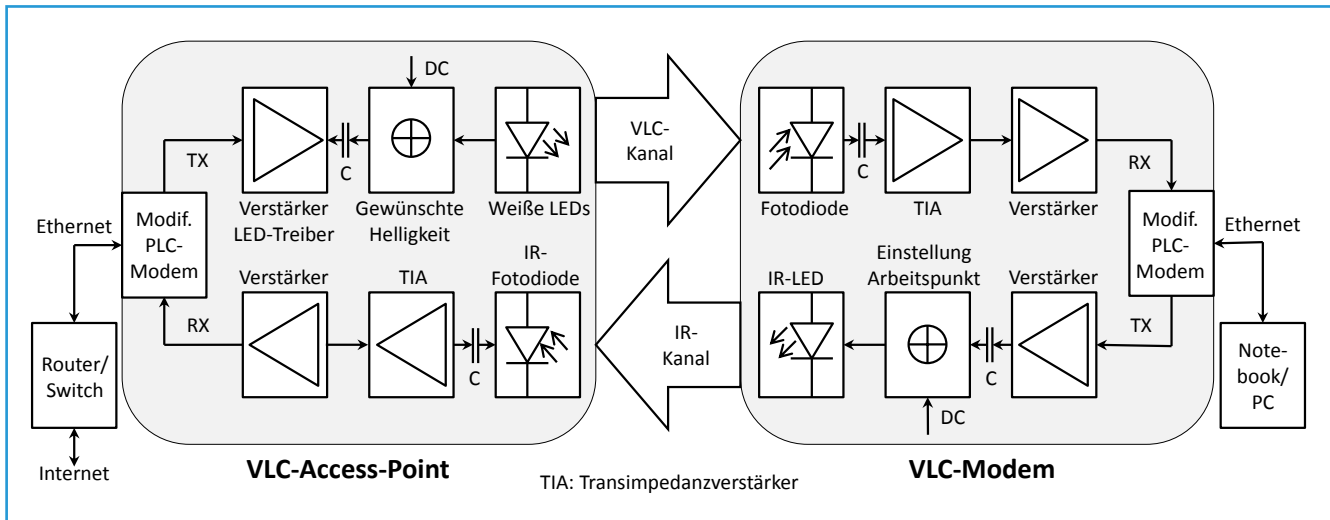 DC
TX
C
VLC-
Kanal
C
RX
Verstärker
LED-Treiber
Gewünschte
Helligkeit
Weiße LEDs
Fotodiode
TIA
Verstärker
Ethernet
Modif.
PLC-
Modem
Modif.
PLC-
Modem
Ethernet
Verstärker
TIA
IR-
Fotodiode
IR-LED
Einstellung
Arbeitspunkt
Verstärker
RX
C
IR-
Kanal
C
TX
DC
Router/
Switch
Note-
book/
PC
Internet
VLC-Access-Point
VLC-Modem
TIA: Transimpedanzverstärker